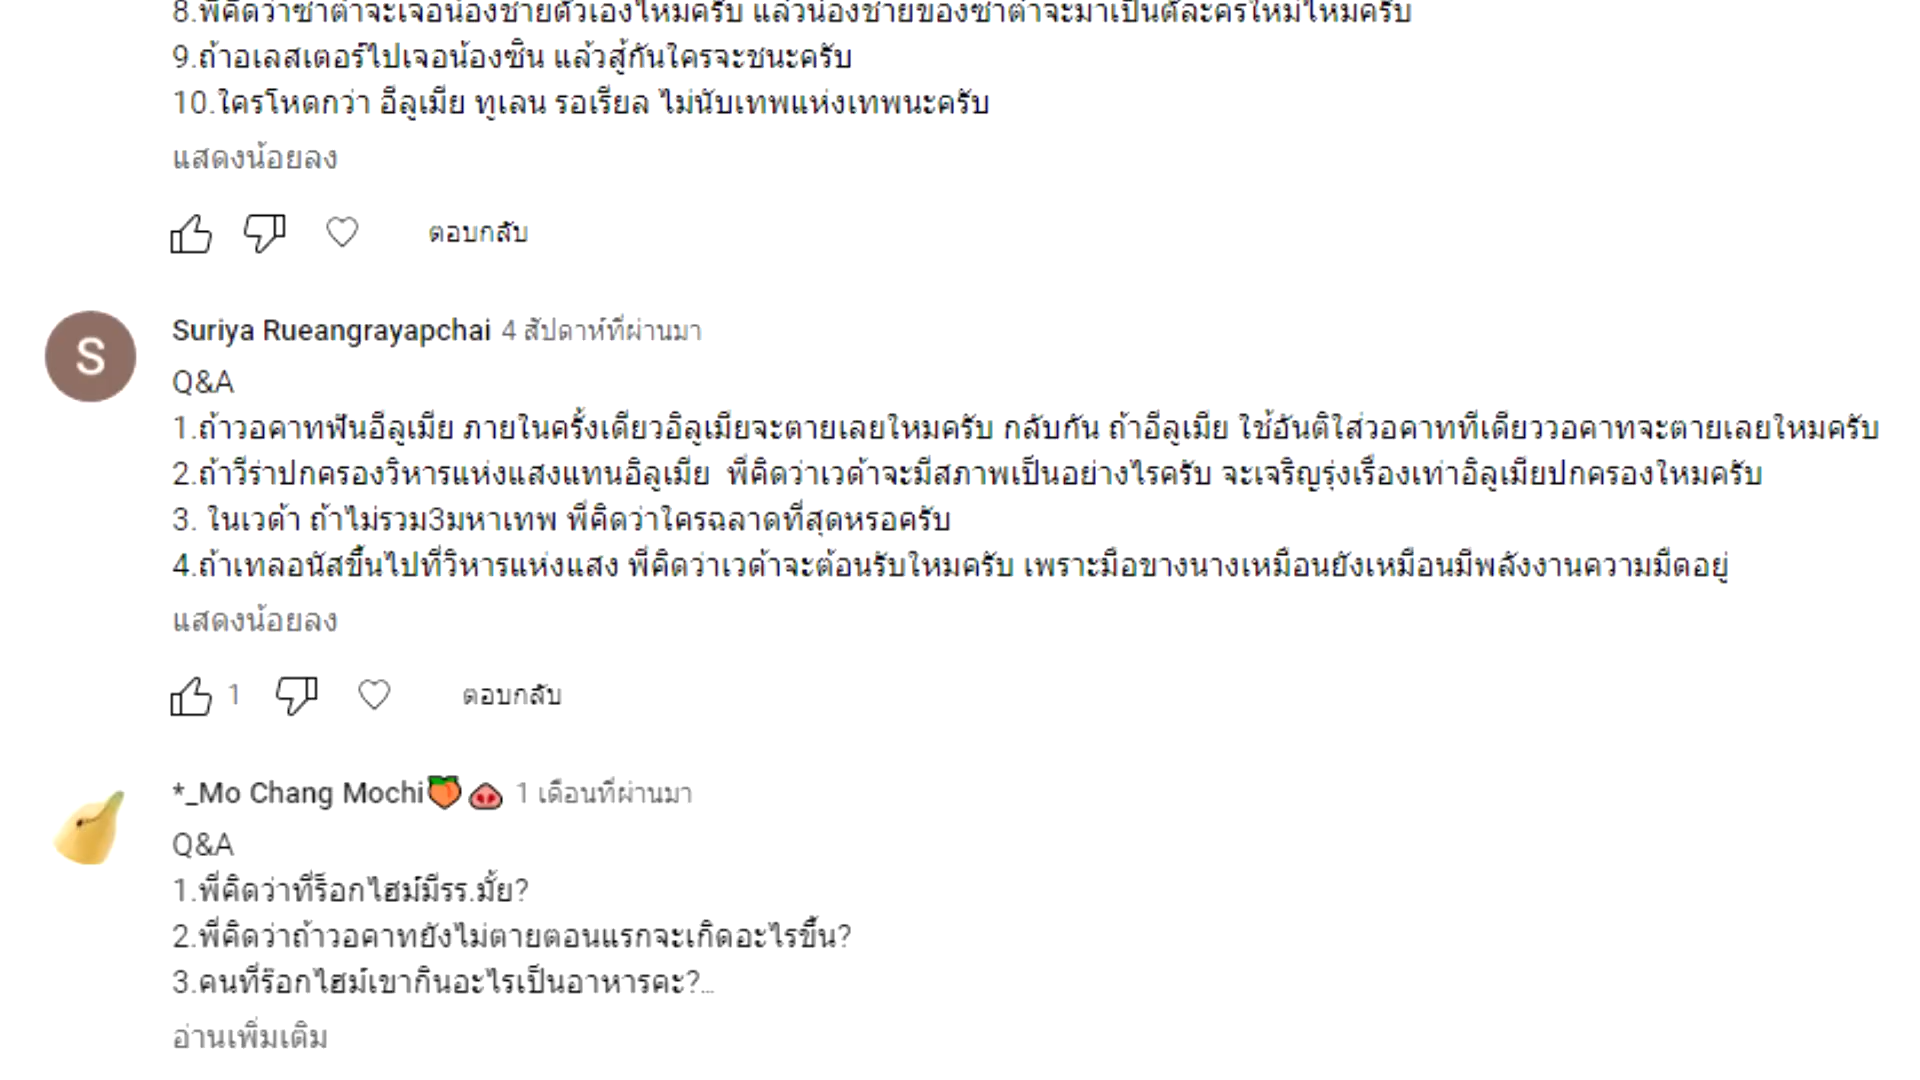 8.พี่คิดว่าซาต้าจะเจอน้องชายตัวเองไหมครับ แล้วน้องชายของซาต้าจะมาเป็นตัละครใหม่ไหมครับ
9.ถ้าอเลสเตอร์ไปเจอน้องซิน แล้วสู้กันใครจะชนะครับ
10.ใครโหดกว่า อีลูเมีย ทูเลน รอเรียล ไม่นับเทพแห่งเทพนะครับ
แสดงน้อยลง
ตอบกลับ
Suriya Rueangrayapchai 4 สัปดาห์ที่ผ่านมา
S
Q&A
1.ถ้าวอคาทฟันอีลูเมีย ภายในครั้งเดียวอิลูเมียจะตายเลยใหมครับ กลับกัน ถ้าอีลูเมีย ใช้อันติใส่วอคาททีเดียววอคาทจะตายเลยใหมครับ
2.ถ้าวีร่าปกครองวิหารแห่งแสงแทนอิลูเมีย พี่คิดว่าเวด้าจะมีสภาพเป็นอย่างไรครับ จะเจริญรุ่งเรื่องเท่าอิลูเมียปกครองใหมครับ
3. ในเวด้า ถ้าไม่รวม3มหาเทพ พี่คิดว่าใครฉลาดที่สุดหรอครับ
4.ถ้าเทลอนัสขึ้นไปที่วิหารแห่งแสง พี่คิดว่าเวด้าจะต้อนรับใหมครับ เพราะมือขางนางเหมือนยังเหมือนมีพลังงานความมืดอยู่
แสดงน้อยลง
1
ตอบกลับ
*_Mo Chang Mochi🍑🐽 1 เดือนที่ผ่านมา
Q&A
1.พี่คิดว่าที่ร็อกไฮม์มีรร.มั้ย?
2.พี่คิดว่าถ้าวอคาทยังไม่ตายตอนแรกจะเกิดอะไรขึ้น?
3.คนที่ร๊อกไฮม์เขากินอะไรเป็นอาหารคะ?...
อ่านเพิ่มเติม